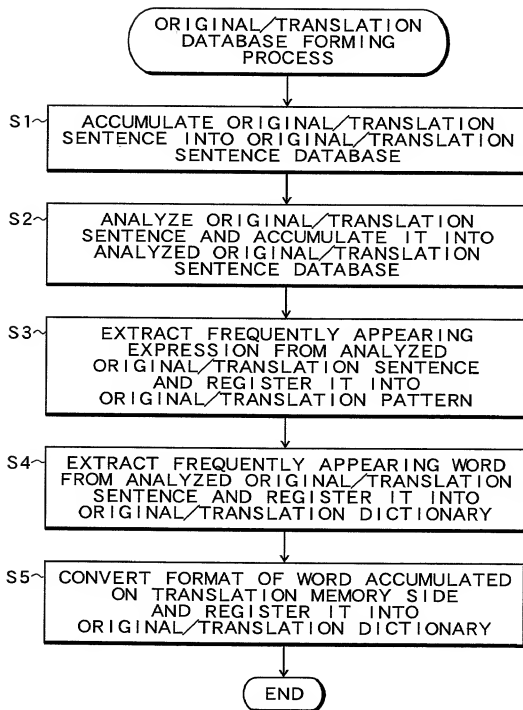 ORIGINAL/TRANSLATION
DATABASE FORMING
PROCESS
S1~ ACCUMULATE ORIGINAL/TRANSLATION
SENTENCE INTO ORIGINAL/TRANSLATION
SENTENCE DATABASE
S2~ ANALYZE ORIGINAL/TRANSLATION
SENTENCE AND ACCUMULATE IT INTO
ANALYZED ORIGINAL/TRANSLATION
SENTENCE DATABASE
S3~ EXTRACT FREQUENTLY APPEARING
EXPRESSION FROM ANALYZED
ORIGINAL/TRANSLATION SENTENCE
AND REGISTER IT INTO
ORIGINAL/TRANSLATION PATTERN
S4~ EXTRACT FREQUENTLY APPEARING WORD
FROM ANALYZED ORIGINAL/TRANSLATION
SENTENCE AND REGISTER IT INTO
ORIGINAL/TRANSLATION DICTIONARY
S5~ CONVERT FORMAT OF WORD ACCUMULATED
ON TRANSLATION MEMORY SIDE
AND REGISTER IT INTO
ORIGINAL/TRANSLATION DICTIONARY
END